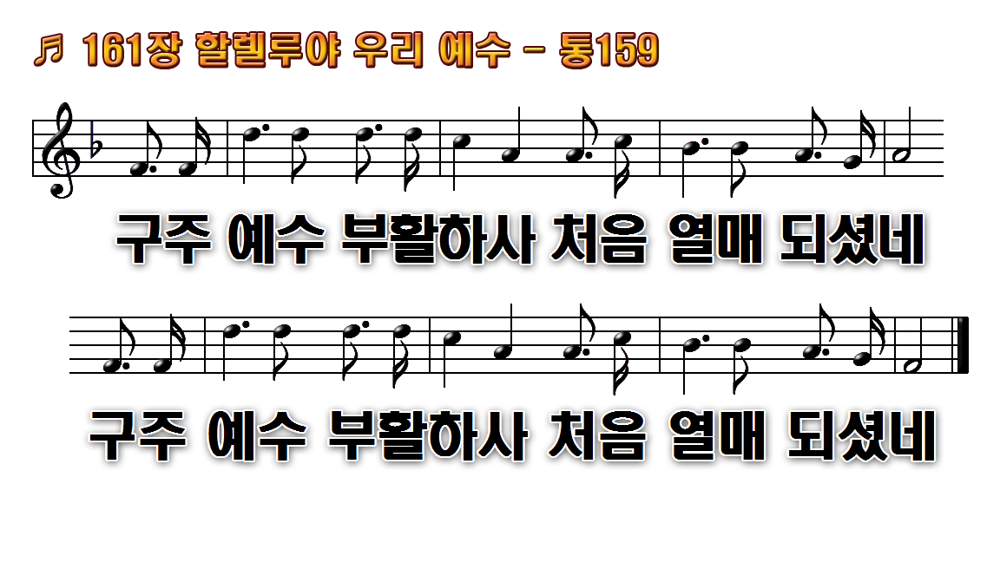 ♬ 161장 할렐루야 우리 예수 - 통159
구주 예수 부활하사 처음 열매 되셨네
구주 예수 부활하사 처음 열매 되셨네